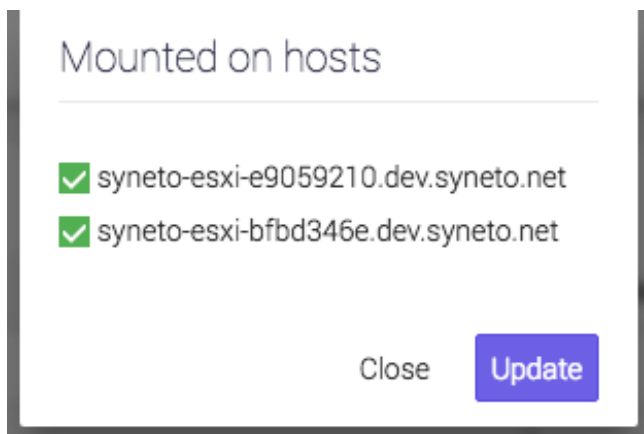 Mounted on hosts
syneto-esxi-e9059210.dev.syneto.net
syneto-esxi-bfbd346e.dev.syneto.net
Close Update